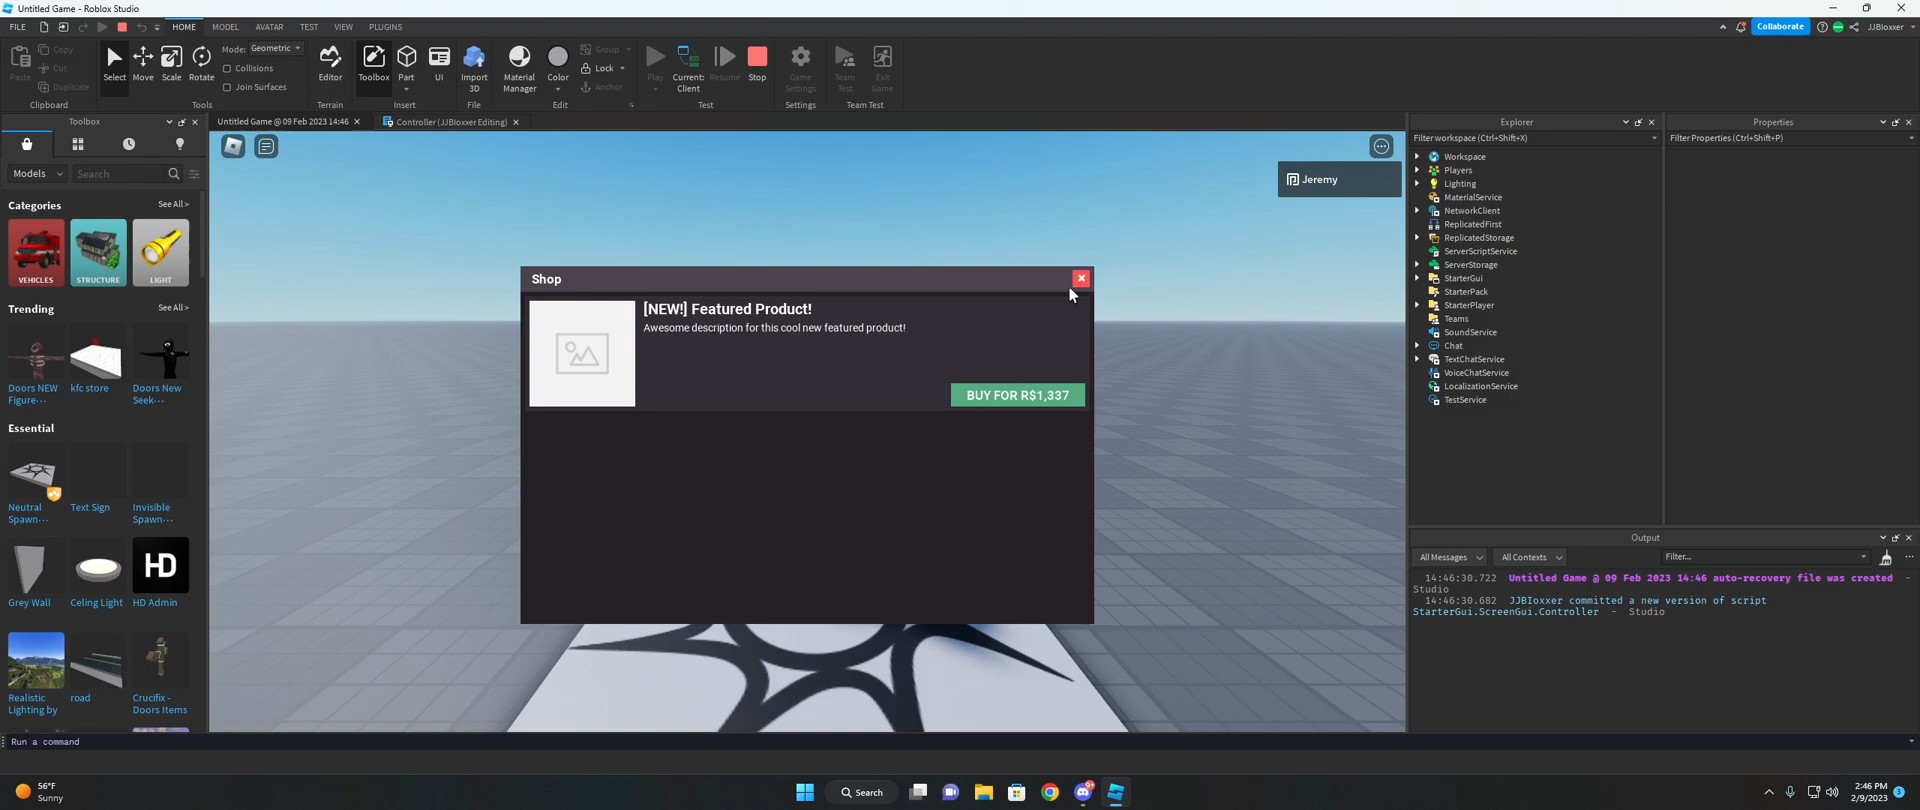 Untitled Game - Roblox Studio
FILE
HOME
MODEL
AVATAR
TEST
VIEW
PLUGINS
Collaborate
JJBIoxxer
Paste
Copy
Cut
Duplicate
Clipboard
Select
Move
Scale
Rotate
Mode: Geometric
Collisions
Join Surfaces
Tools
Editor
Terrain
Toolbox
Part
UI
Insert
Import
3D
File
Material
Manager
Color
Group
Lock
Anchor
Edit
Play
Current:
Client
Resume
Stop
Test
Game
Settings
Settings
Team
Test
Exit
Game
Team Test
Toolbox
Untitled Game @ 09 Feb 2023 14:46
Controller (JJBIoxxer Editing)
Explorer
Properties
Filter workspace (Ctrl+Shift+X)
Filter Properties (Ctrl+Shift+P)
Models
Search
Categories
See All >
VEHICLES
STRUCTURE
LIGHT
Trending
See All >
Doors NEW
Figure···
kfc store
Doors New
Seek···
Essential
Neutral
Spawn···
Text Sign
Invisible
Spawn···
Grey Wall
Celing Light
HD
HD Admin
Realistic
Lighting by
road
Crucifix -
Doors Items
Jeremy
Shop
[NEW!] Featured Product!
Awesome description for this cool new featured product!
BUY FOR R$1,337
Workspace
Players
Lighting
MaterialService
NetworkClient
ReplicatedFirst
ReplicatedStorage
ServerScriptService
ServerStorage
StarterGui
StarterPack
StarterPlayer
Teams
SoundService
Chat
TextChatService
VoiceChatService
LocalizationService
TestService
Output
All Messages
All Contexts
Filter...
14:46:30.722 Untitled Game @ 09 Feb 2023 14:46 auto-recovery file was created -
Studio
14:46:30.682 JJBIoxxer committed a new version of script
StarterGui.ScreenGui.Controller - Studio
Run a command
56°F
Sunny
Search
9+
2:46 PM
2/9/2023
3